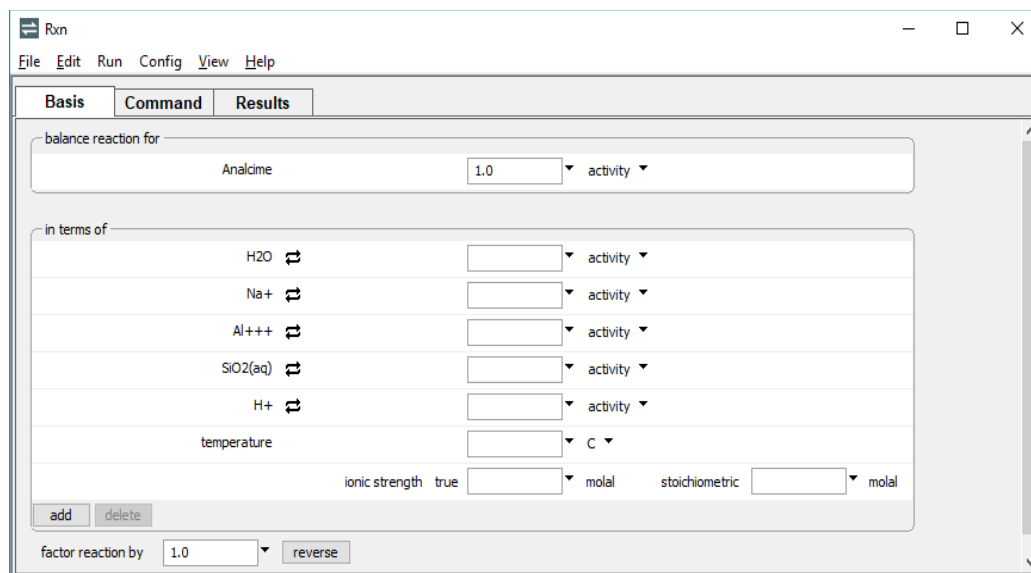 Rxn
File Edit Run Config View Help
Basis Command Results
balance reaction for
Analcime 1.0 activity
in terms of
H2O activity
Na+ activity
Al+++ activity
SiO2(aq) activity
H+ activity
temperature C
ionic strength true molal stoichiometric molal
add delete
factor reaction by 1.0 reverse